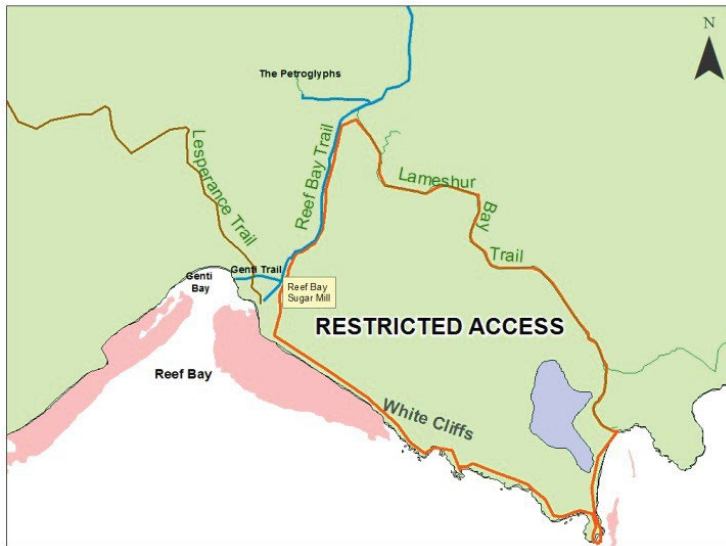 N
The Petroglyphs
Reef Bay Trail
Lesperance Trail
Lameshur
Bay
Trail
Genti Trail
Genti
Bay
Reef Bay
Sugar Mill
RESTRICTED ACCESS
Reef Bay
White Cliffs